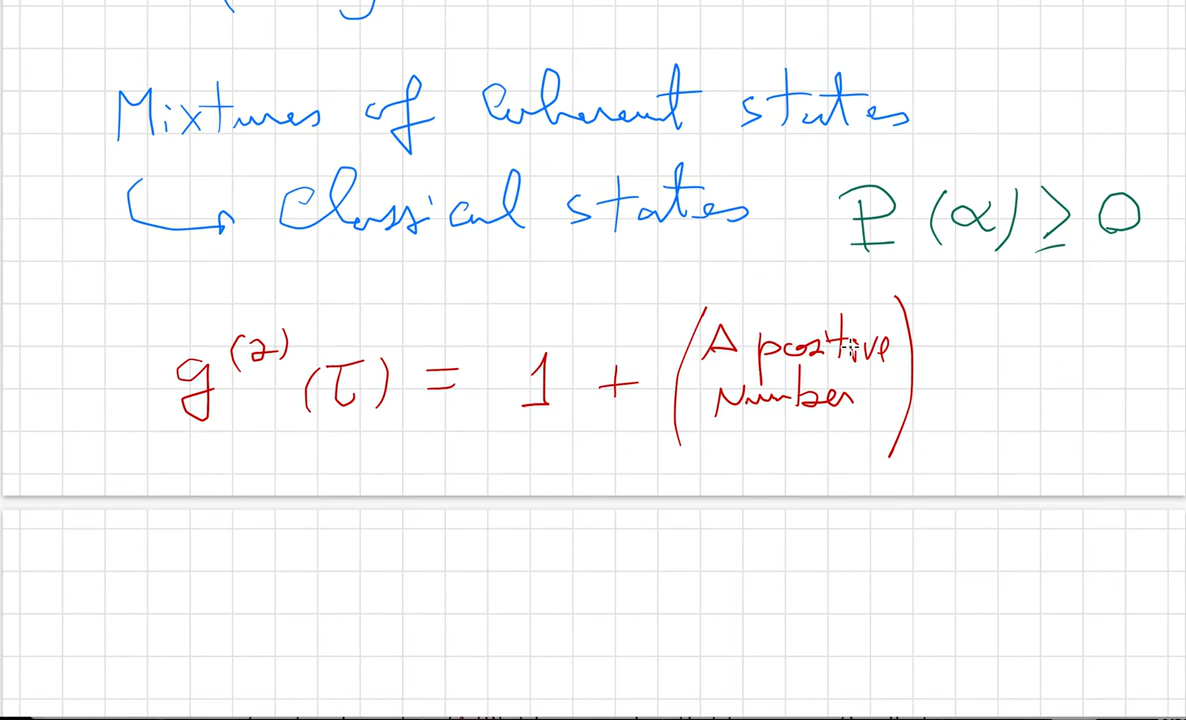 Mixtures of Coherent states
↳ Classical states P(α) ≥ 0
g⁽²⁾(τ) = 1 + (A positive Number)